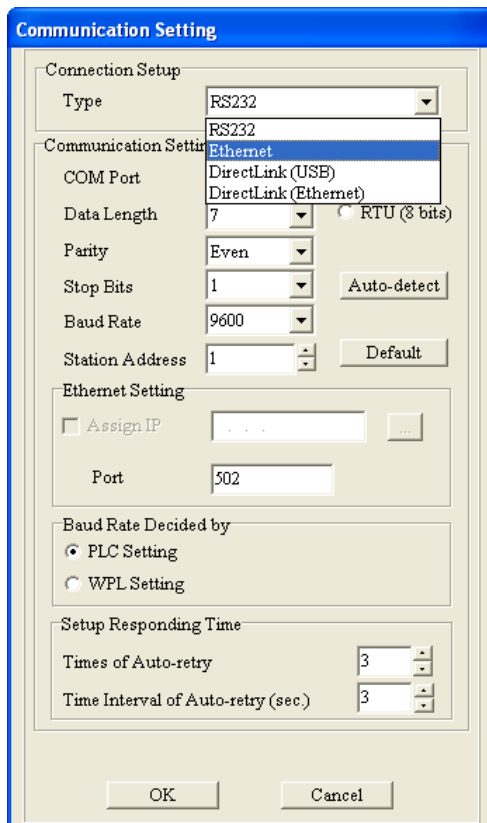 Communication Setting
Connection Setup
Type RS232
RS232
Communication Settin Ethernet
COM Port DirectLink (USB)
DirectLink (Ethernet)
Data Length 7 RTU (8 bits)
Parity Even
Stop Bits 1 Auto-detect
Baud Rate 9600
Station Address 1 Default
Ethernet Setting
Assign IP . . . ...
Port 502
Baud Rate Decided by
PLC Setting
WPL Setting
Setup Responding Time
Times of Auto-retry 3
Time Interval of Auto-retry (sec.) 3
OK Cancel